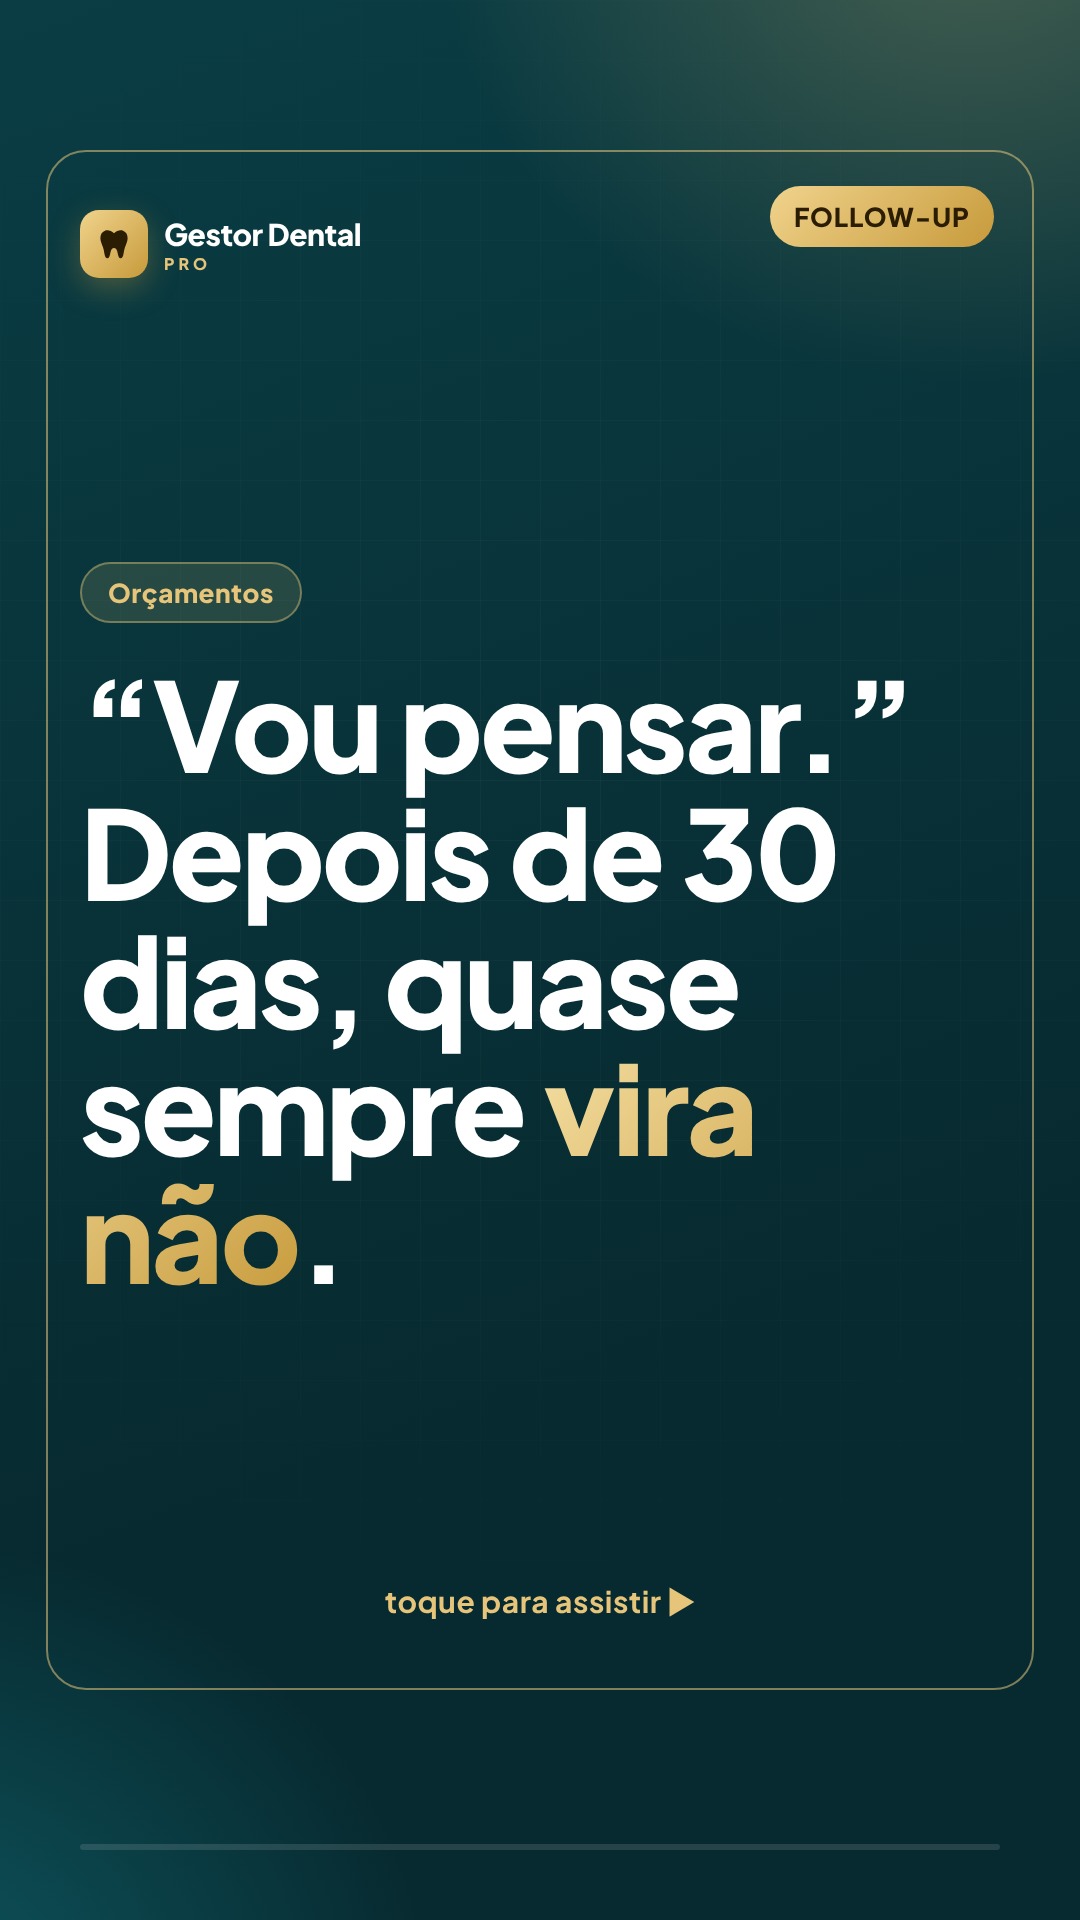 Gestor Dental
PRO
FOLLOW-UP
Orçamentos
“Vou pensar.”
Depois de 30
dias, quase
sempre vira
não.
toque para assistir ▶